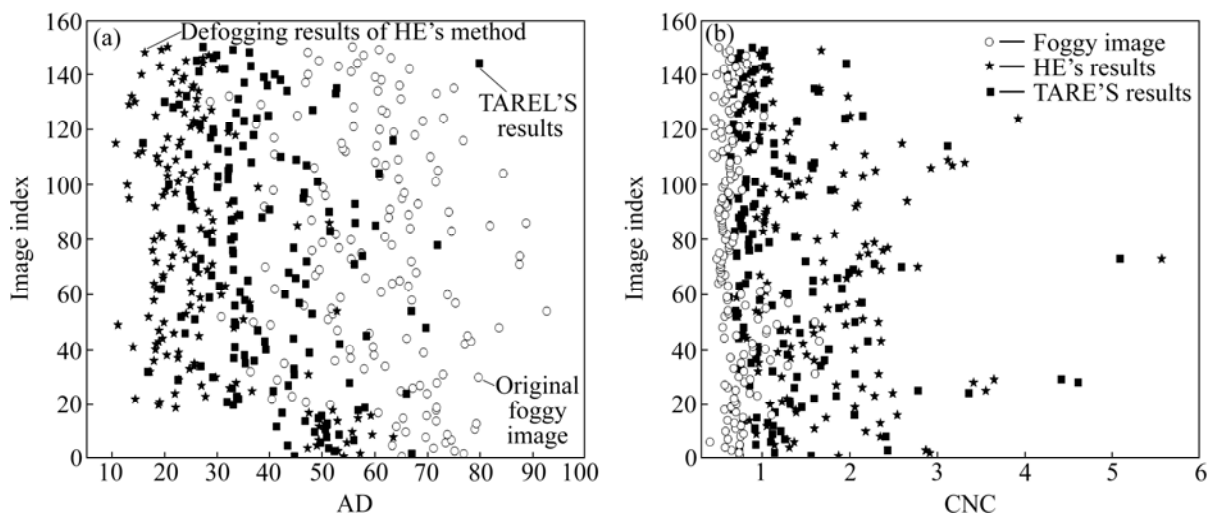 (a)
Defogging results of HE's method
TAREL'S
results
Original
foggy
image
Image index
160
140
120
100
80
60
40
20
0
10 20 30 40 50 60 70 80 90 100
AD
(b)
Foggy image
HE's results
TARE'S results
Image index
160
140
120
100
80
60
40
20
0
1 2 3 4 5 6
CNC